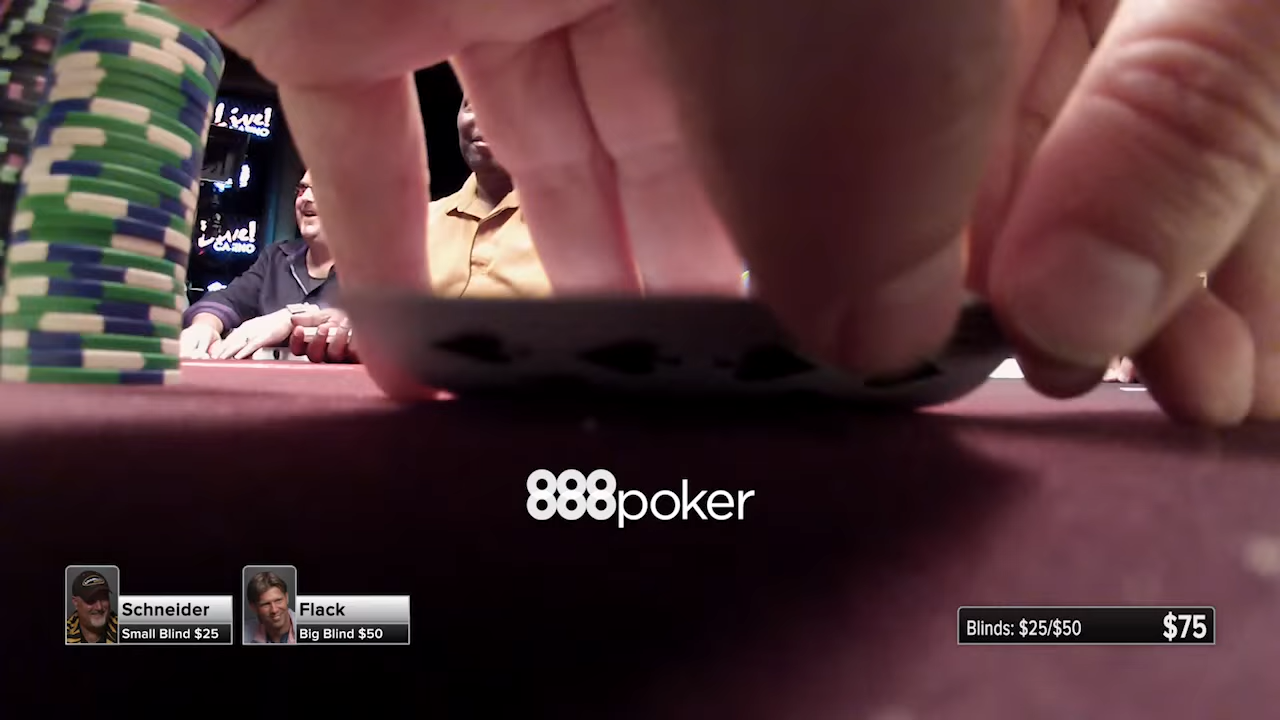 Live!
CASINO
Live!
CASINO
888poker
Schneider
Small Blind $25
Flack
Big Blind $50
Blinds: $25/$50
$75